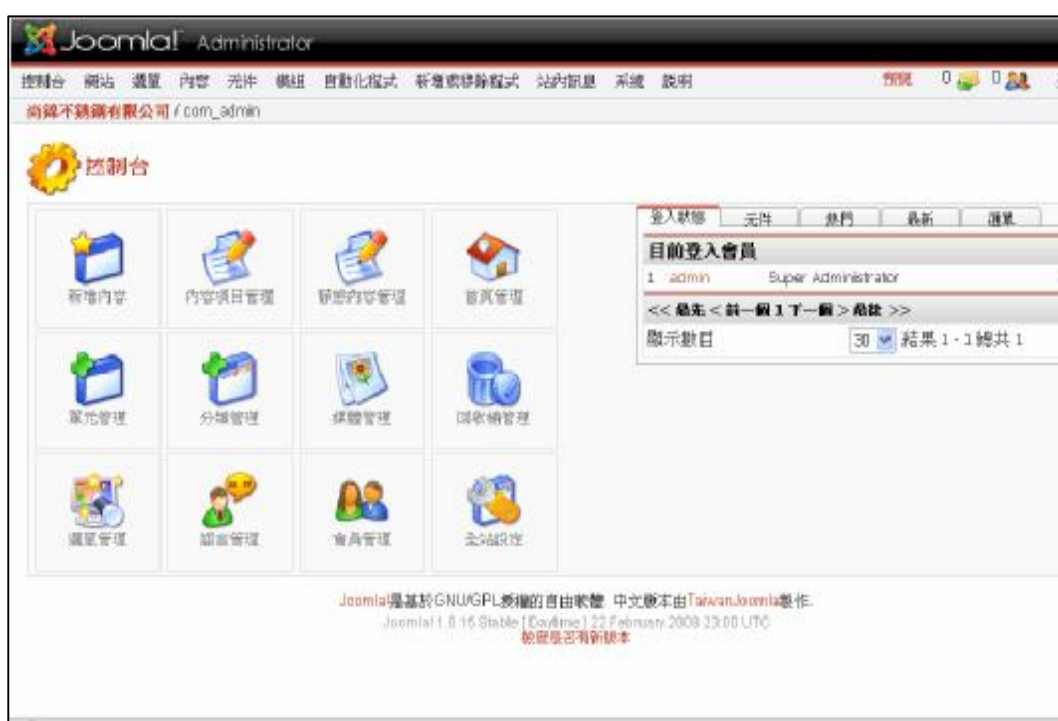 Joomla! Administrator
控制台 網站 選單 內容 元件 模組 自動化程式 新增或移除程式 站內訊息 系統 說明 預覽 0 0
尚錦不銹鋼有限公司 / com_admin
控制台
登入狀態 元件 熱門 最新 選單
目前登入會員
1 admin Super Administrator
<< 最先 < 前一個 1 下一個 > 最後 >>
顯示數目 30 結果 1 - 1 總共 1
新增內容 內容項目管理 靜態內容管理 首頁管理
單元管理 分類管理 媒體管理 回收桶管理
選單管理 語言管理 會員管理 全站設定
Joomla!是基於GNU/GPL授權的自由軟體 中文版本由TaiwanJoomla製作.
Joomla! 1.0.15 Stable [ Daytime ] 22 February 2008 23:00 UTC
檢查是否有新版本